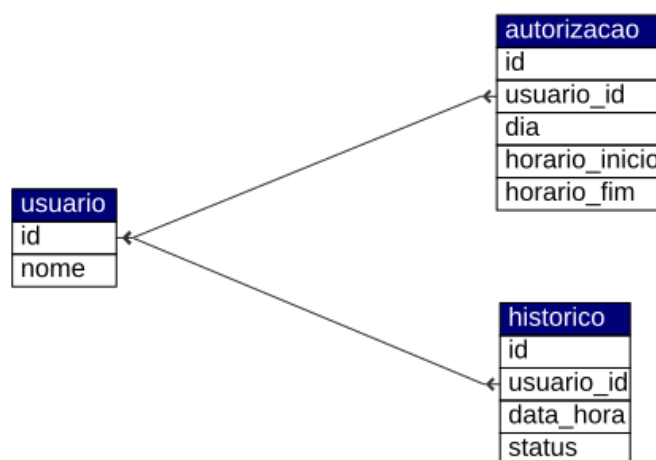 usuario
id
nome
autorizacao
id
usuario_id
dia
horario_inicio
horario_fim
historico
id
usuario_id
data_hora
status